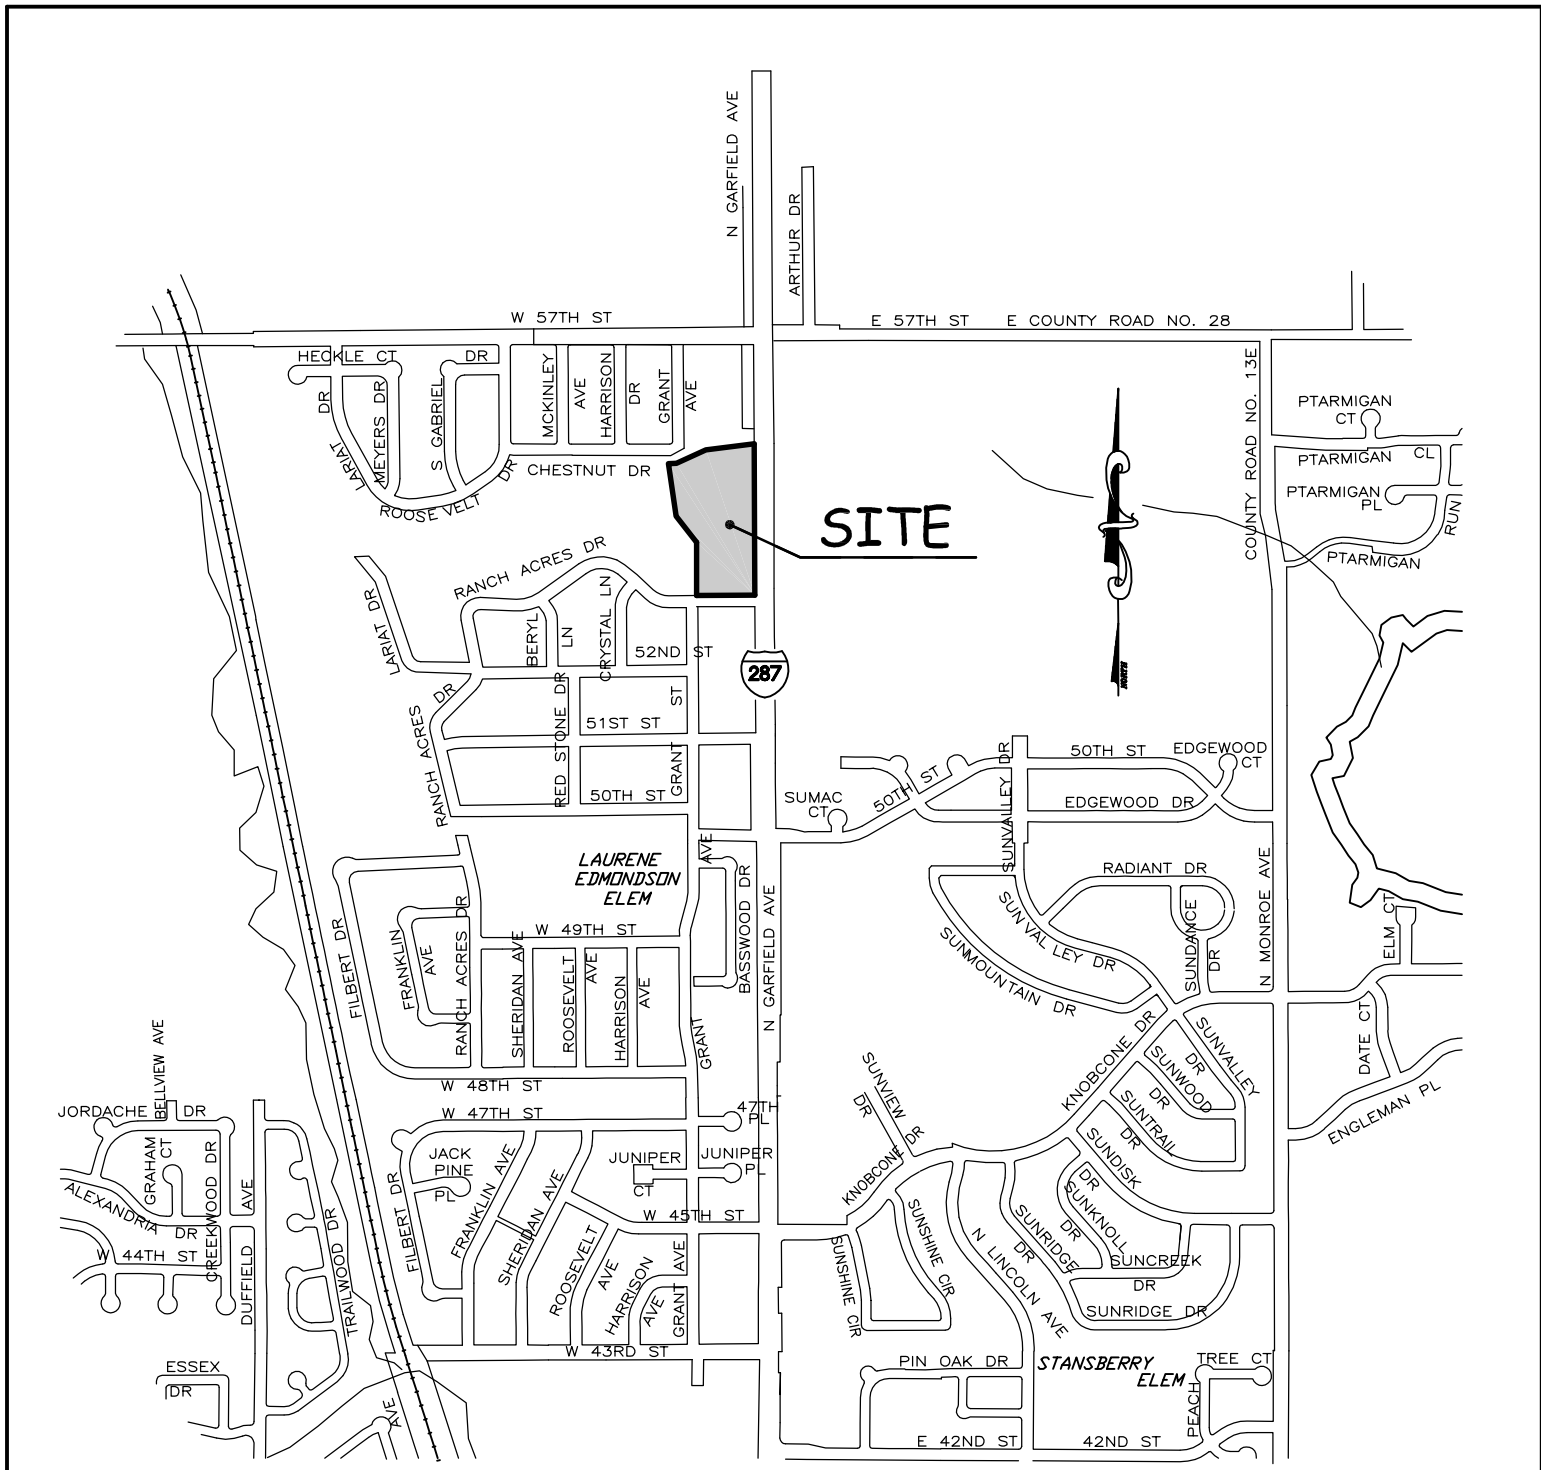 N GARFIELD AVE
ARTHUR DR
W 57TH ST
E 57TH ST
E COUNTY ROAD NO. 28
HECKLE CT
DR
LARIAT
DR
MEYERS DR
S GABRIEL
MCKINLEY
AVE
HARRISON
DR
GRANT
AVE
COUNTY ROAD NO. 13E
PTARMIGAN
CT
PTARMIGAN
CL
PTARMIGAN
PL
RUN
PTARMIGAN
CHESTNUT DR
ROOSE VELT
DR
SITE
NORTH
RANCH ACRES DR
LARIAT DR
BERYL
LN
CRYSTAL LN
52ND ST
287
RANCH ACRES DR
RED STONE DR
51ST ST
GRANT
ST
50TH ST
SUMAC
CT
50TH ST
SUNVALLEY DR
50TH ST
EDGEWOOD
CT
EDGEWOOD DR
LAURENE
EDMONDSON
ELEM
AVE
BASSWOOD DR
N GARFIELD AVE
RADIANT DR
N MONROE AVE
ELM CT
FILBERT DR
FRANKLIN
AVE
RANCH ACRES DR
W 49TH ST
SHERIDAN AVE
ROOSEVELT
AVE
HARRISON
AVE
GRANT
SUNVAL LEY DR
SUNMOUNTAIN DR
SUNDANCE
DR
DATE CT
ENGLEMAN PL
W 48TH ST
W 47TH ST
47TH
PL
SUNVIEW
DR
KNOBCONE DR
SUNVALLEY
DR
SUNWOOD
DR
SUNTRAIL
DR
SUNDISK
DR
BELLVIEW AVE
JORDACHE DR
GRAHAM
CT
CREEKWOOD DR
ALEXANDRIA DR
W 44TH ST
DUFFIELD
AVE
TRAILWOOD DR
JACK
PINE
PL
FILBERT DR
FRANKLIN AVE
SHERIDAN AVE
JUNIPER
CT
JUNIPER
PL
W 45TH ST
ROOSEVELT
AVE
HARRISON
AVE
GRANT AVE
W 43RD ST
KNOBCONE DR
SUNSHINE CIR
SUNSHINE CIR
N LINCOLN AVE
SUNRIDGE
DR
SUNKNOLL
DR
SUNCREEK
DR
SUNRIDGE DR
ESSEX
DR
AVE
PIN OAK DR
STANSBERRY
ELEM
TREE CT
PEACH
E 42ND ST
42ND ST